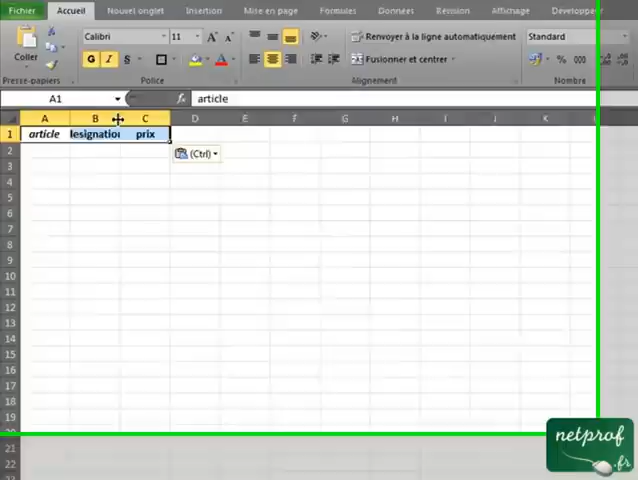 Fichier Accueil Nouvel onglet Insertion Mise en page Formules Données Révision Affichage Développeur
Calibri 11 A A Renvoyer à la ligne automatiquement Standard
Coller G I S A Fusionner et centrer % 000
Presse-papiers Police Alignement Nombre
A1 fx article
A B C D E F G H I J K
1 article designation prix
2 (Ctrl)
3
4
5
6
7
8
9
10
11
12
13
14
15
16
17
18
19
21
22
netprof
.fr